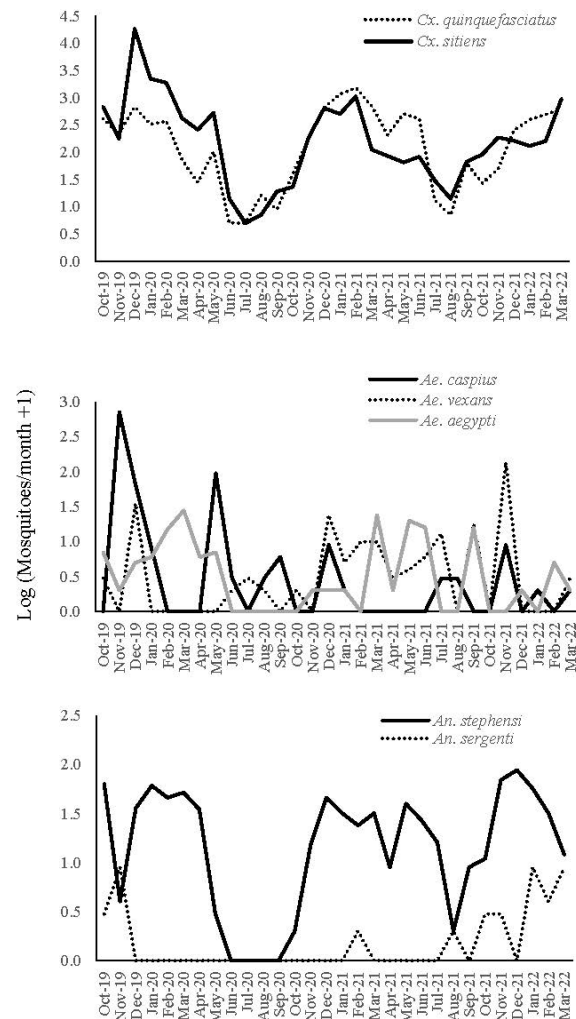 4.5
4.0
3.5
3.0
2.5
2.0
1.5
1.0
0.5
0.0
Cx. quinquefasciatus
Cx. sitiens
Oct-19
Nov-19
Dec-19
Jan-20
Feb-20
Mar-20
Apr-20
May-20
Jun-20
Jul-20
Aug-20
Sep-20
Oct-20
Nov-20
Dec-20
Jan-21
Feb-21
Mar-21
Apr-21
May-21
Jun-21
Jul-21
Aug-21
Sep-21
Oct-21
Nov-21
Dec-21
Jan-22
Feb-22
Mar-22
Log (Mosquitoes/month +1)
Ae. caspius
Ae. vexans
Ae. aegypti
3.0
2.5
2.0
1.5
1.0
0.5
0.0
Oct-19
Nov-19
Dec-19
Jan-20
Feb-20
Mar-20
Apr-20
May-20
Jun-20
Jul-20
Aug-20
Sep-20
Oct-20
Nov-20
Dec-20
Jan-21
Feb-21
Mar-21
Apr-21
May-21
Jun-21
Jul-21
Aug-21
Sep-21
Oct-21
Nov-21
Dec-21
Jan-22
Feb-22
Mar-22
2.5
2.0
1.5
1.0
0.5
0.0
An. stephensi
An. sergenti
Oct-19
Nov-19
Dec-19
Jan-20
Feb-20
Mar-20
Apr-20
May-20
Jun-20
Jul-20
Aug-20
Sep-20
Oct-20
Nov-20
Dec-20
Jan-21
Feb-21
Mar-21
Apr-21
May-21
Jun-21
Jul-21
Aug-21
Sep-21
Oct-21
Nov-21
Dec-21
Jan-22
Feb-22
Mar-22